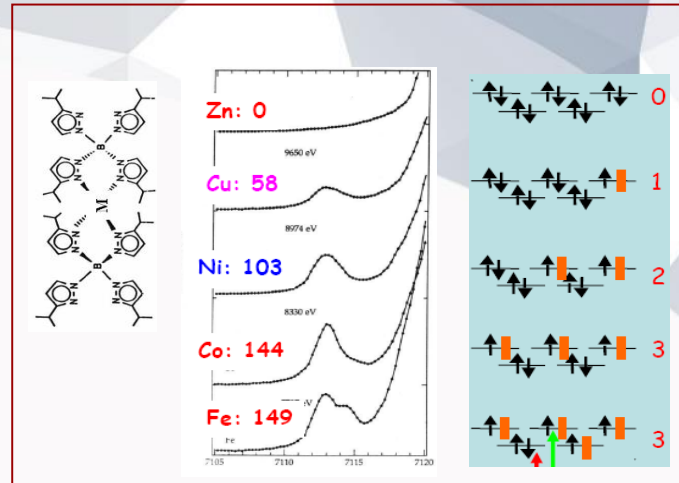 N N N N
B
N N N N
M
N N N N
B
N N N N
Zn: 0
9650 eV
Cu: 58
8974 eV
Ni: 103
8330 eV
Co: 144
eV
Fe: 149
Fe
7105 7110 7115 7120
0
1
2
3
3